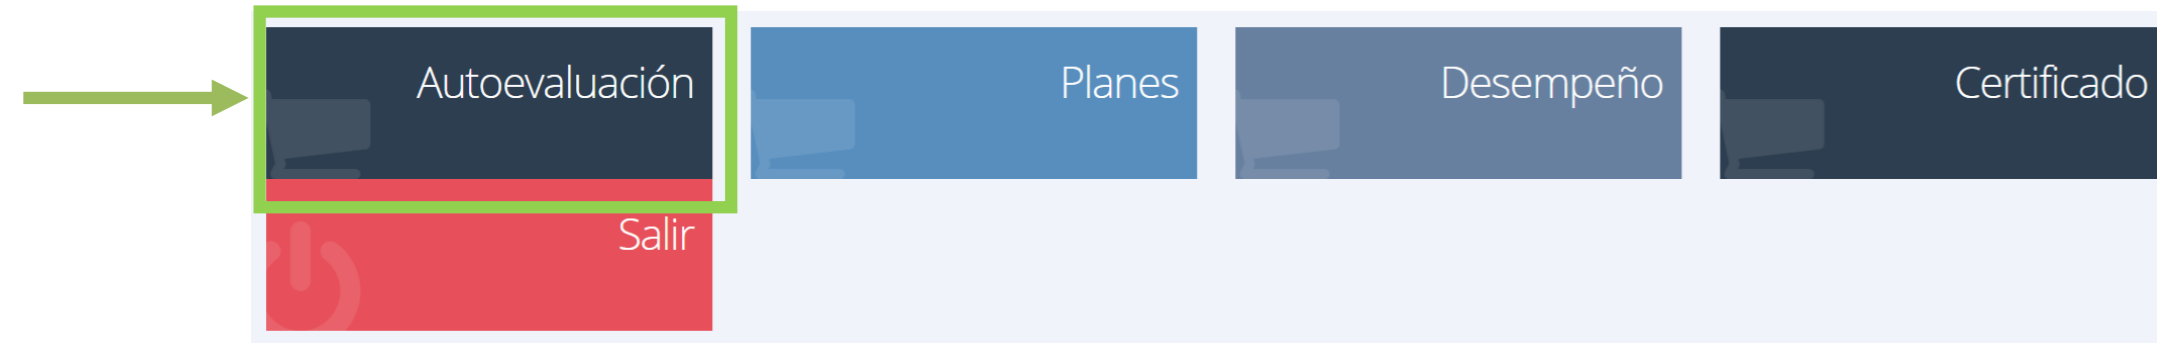 Autoevaluación
Planes
Desempeño
Certificado
Salir